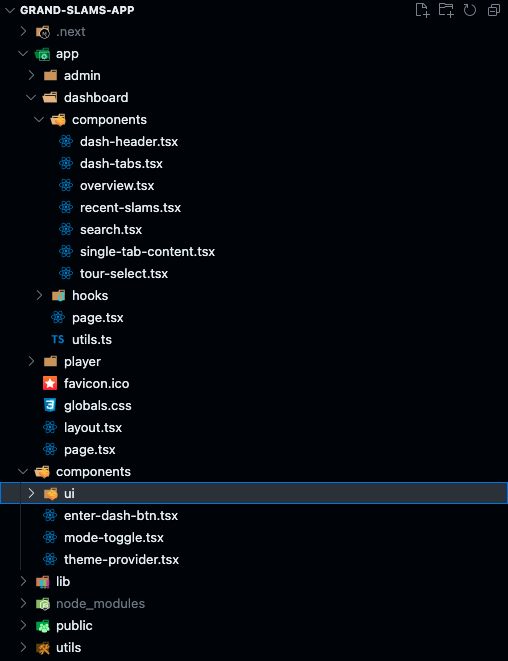 GRAND-SLAMS-APP
.next
app
admin
dashboard
components
dash-header.tsx
dash-tabs.tsx
overview.tsx
recent-slams.tsx
search.tsx
single-tab-content.tsx
tour-select.tsx
hooks
page.tsx
TS utils.ts
player
favicon.ico
globals.css
layout.tsx
page.tsx
components
ui
enter-dash-btn.tsx
mode-toggle.tsx
theme-provider.tsx
lib
node_modules
public
utils